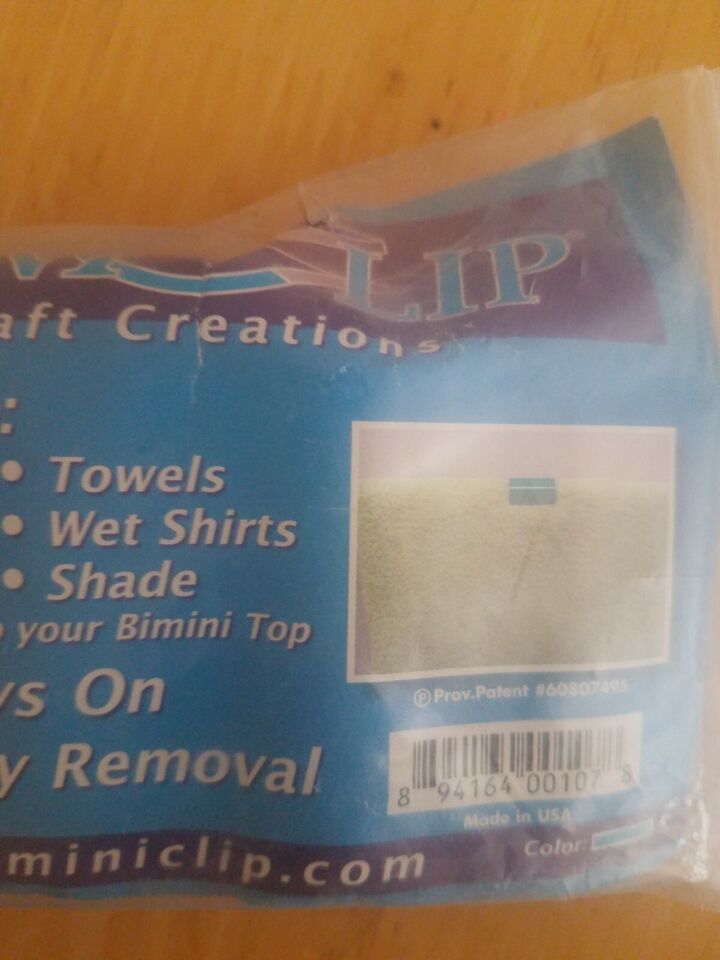 LIP
aft Creations
:
• Towels
• Wet Shirts
• Shade
your Bimini Top
ys On
y Removal
Ⓟ Prov.Patent #60807495
8 94164 00107 8
Made in USA
Color:
miniclip.com